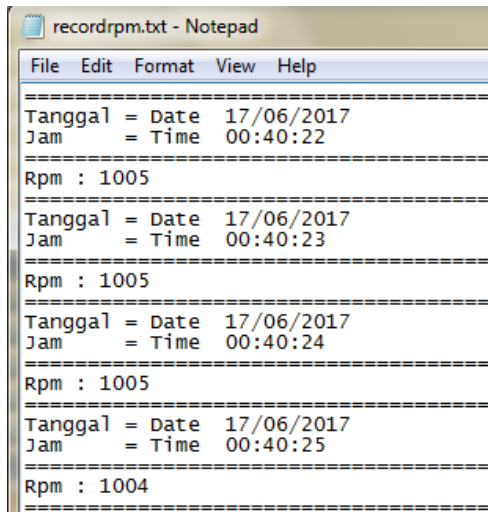 recordrpm.txt - Notepad
File Edit Format View Help
==========================================
Tanggal = Date 17/06/2017
Jam = Time 00:40:22
==========================================
Rpm : 1005
==========================================
Tanggal = Date 17/06/2017
Jam = Time 00:40:23
==========================================
Rpm : 1005
==========================================
Tanggal = Date 17/06/2017
Jam = Time 00:40:24
==========================================
Rpm : 1005
==========================================
Tanggal = Date 17/06/2017
Jam = Time 00:40:25
==========================================
Rpm : 1004
==========================================